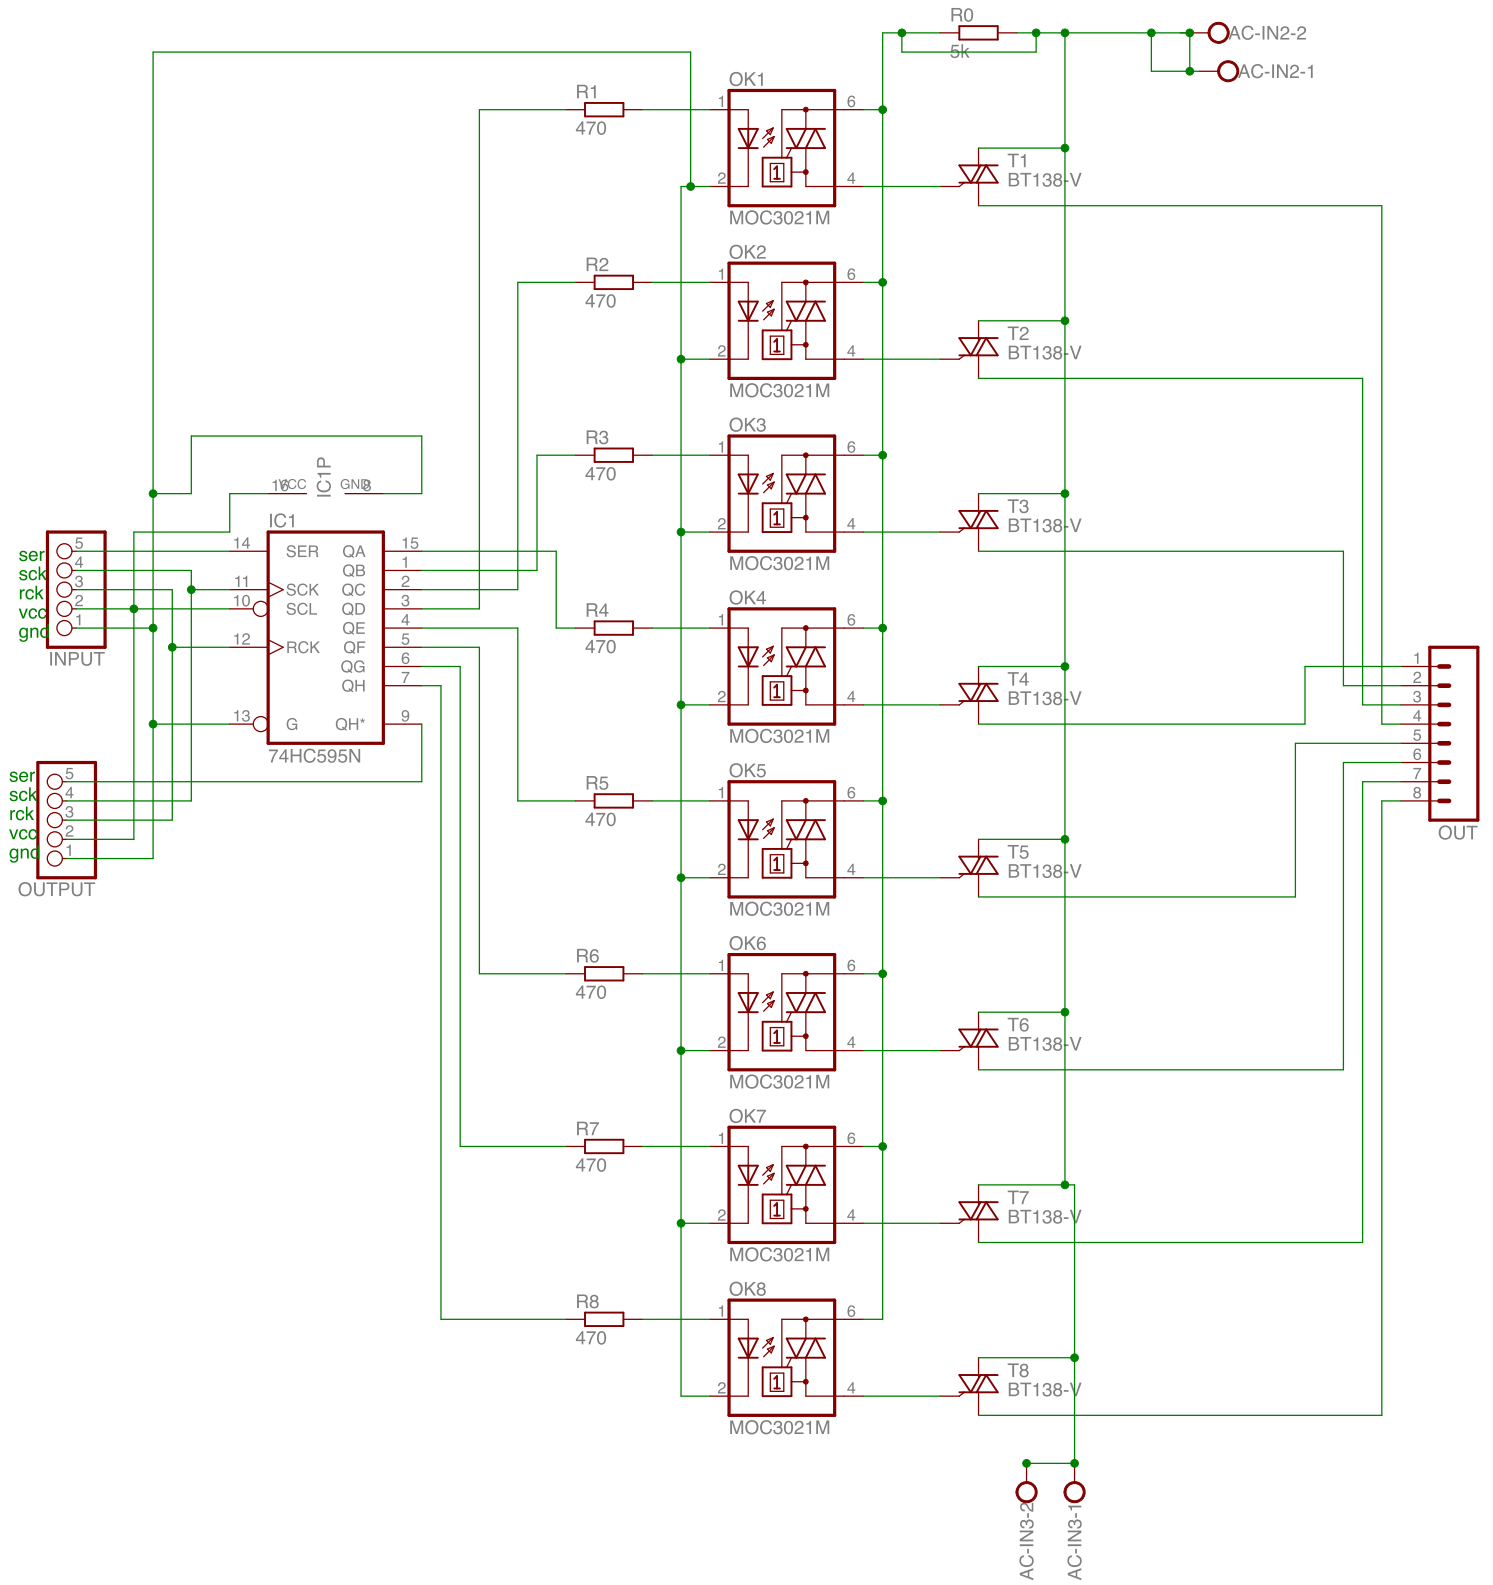 R0
5k
AC-IN2-2
AC-IN2-1
R1
470
OK1
1
2
6
4
1
MOC3021M
T1
BT138-V
R2
470
OK2
1
2
6
4
1
MOC3021M
T2
BT138-V
R3
470
OK3
1
2
6
4
1
MOC3021M
T3
BT138-V
IC1P
16
VCC
GND
8
IC1
14 SER QA 15
QB 1
11 SCK QC 2
10 SCL QD 3
QE 4
12 RCK QF 5
QG 6
QH 7
13 G QH* 9
74HC595N
ser 5
sck 4
rck 3
vcc 2
gnd 1
INPUT
ser 5
sck 4
rck 3
vcc 2
gnd 1
OUTPUT
R4
470
OK4
1
2
6
4
1
MOC3021M
T4
BT138-V
1
2
3
4
5
6
7
8
OUT
R5
470
OK5
1
2
6
4
1
MOC3021M
T5
BT138-V
R6
470
OK6
1
2
6
4
1
MOC3021M
T6
BT138-V
R7
470
OK7
1
2
6
4
1
MOC3021M
T7
BT138-V
R8
470
OK8
1
2
6
4
1
MOC3021M
T8
BT138-V
AC-IN3-2
AC-IN3-1